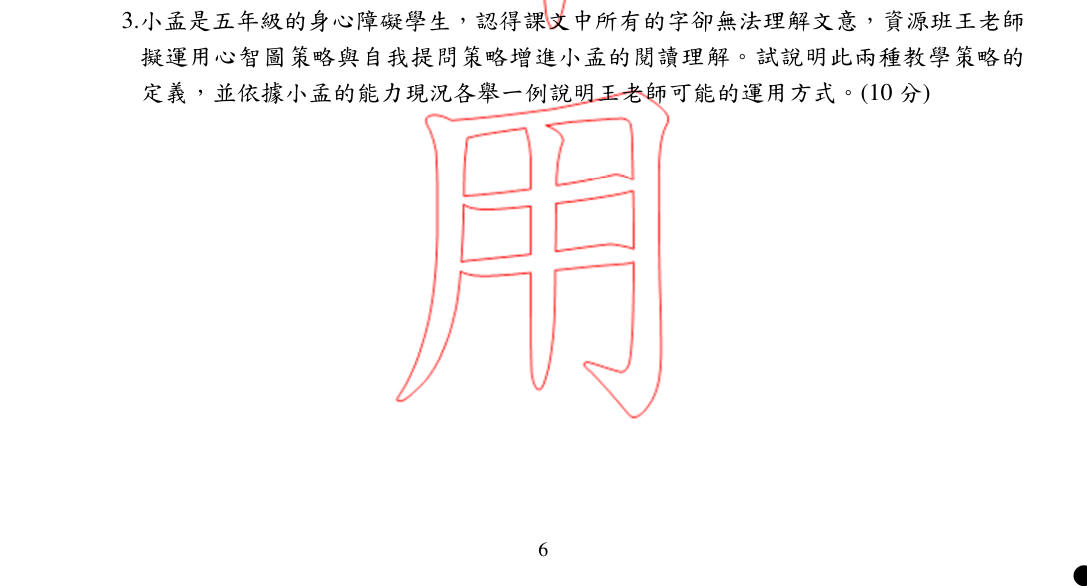 3.小孟是五年級的身心障礙學生，認得課文中所有的字卻無法理解文意，資源班王老師
擬運用心智圖策略與自我提問策略增進小孟的閱讀理解。試說明此兩種教學策略的
定義，並依據小孟的能力現況各舉一例說明王老師可能的運用方式。(10 分)
用
6